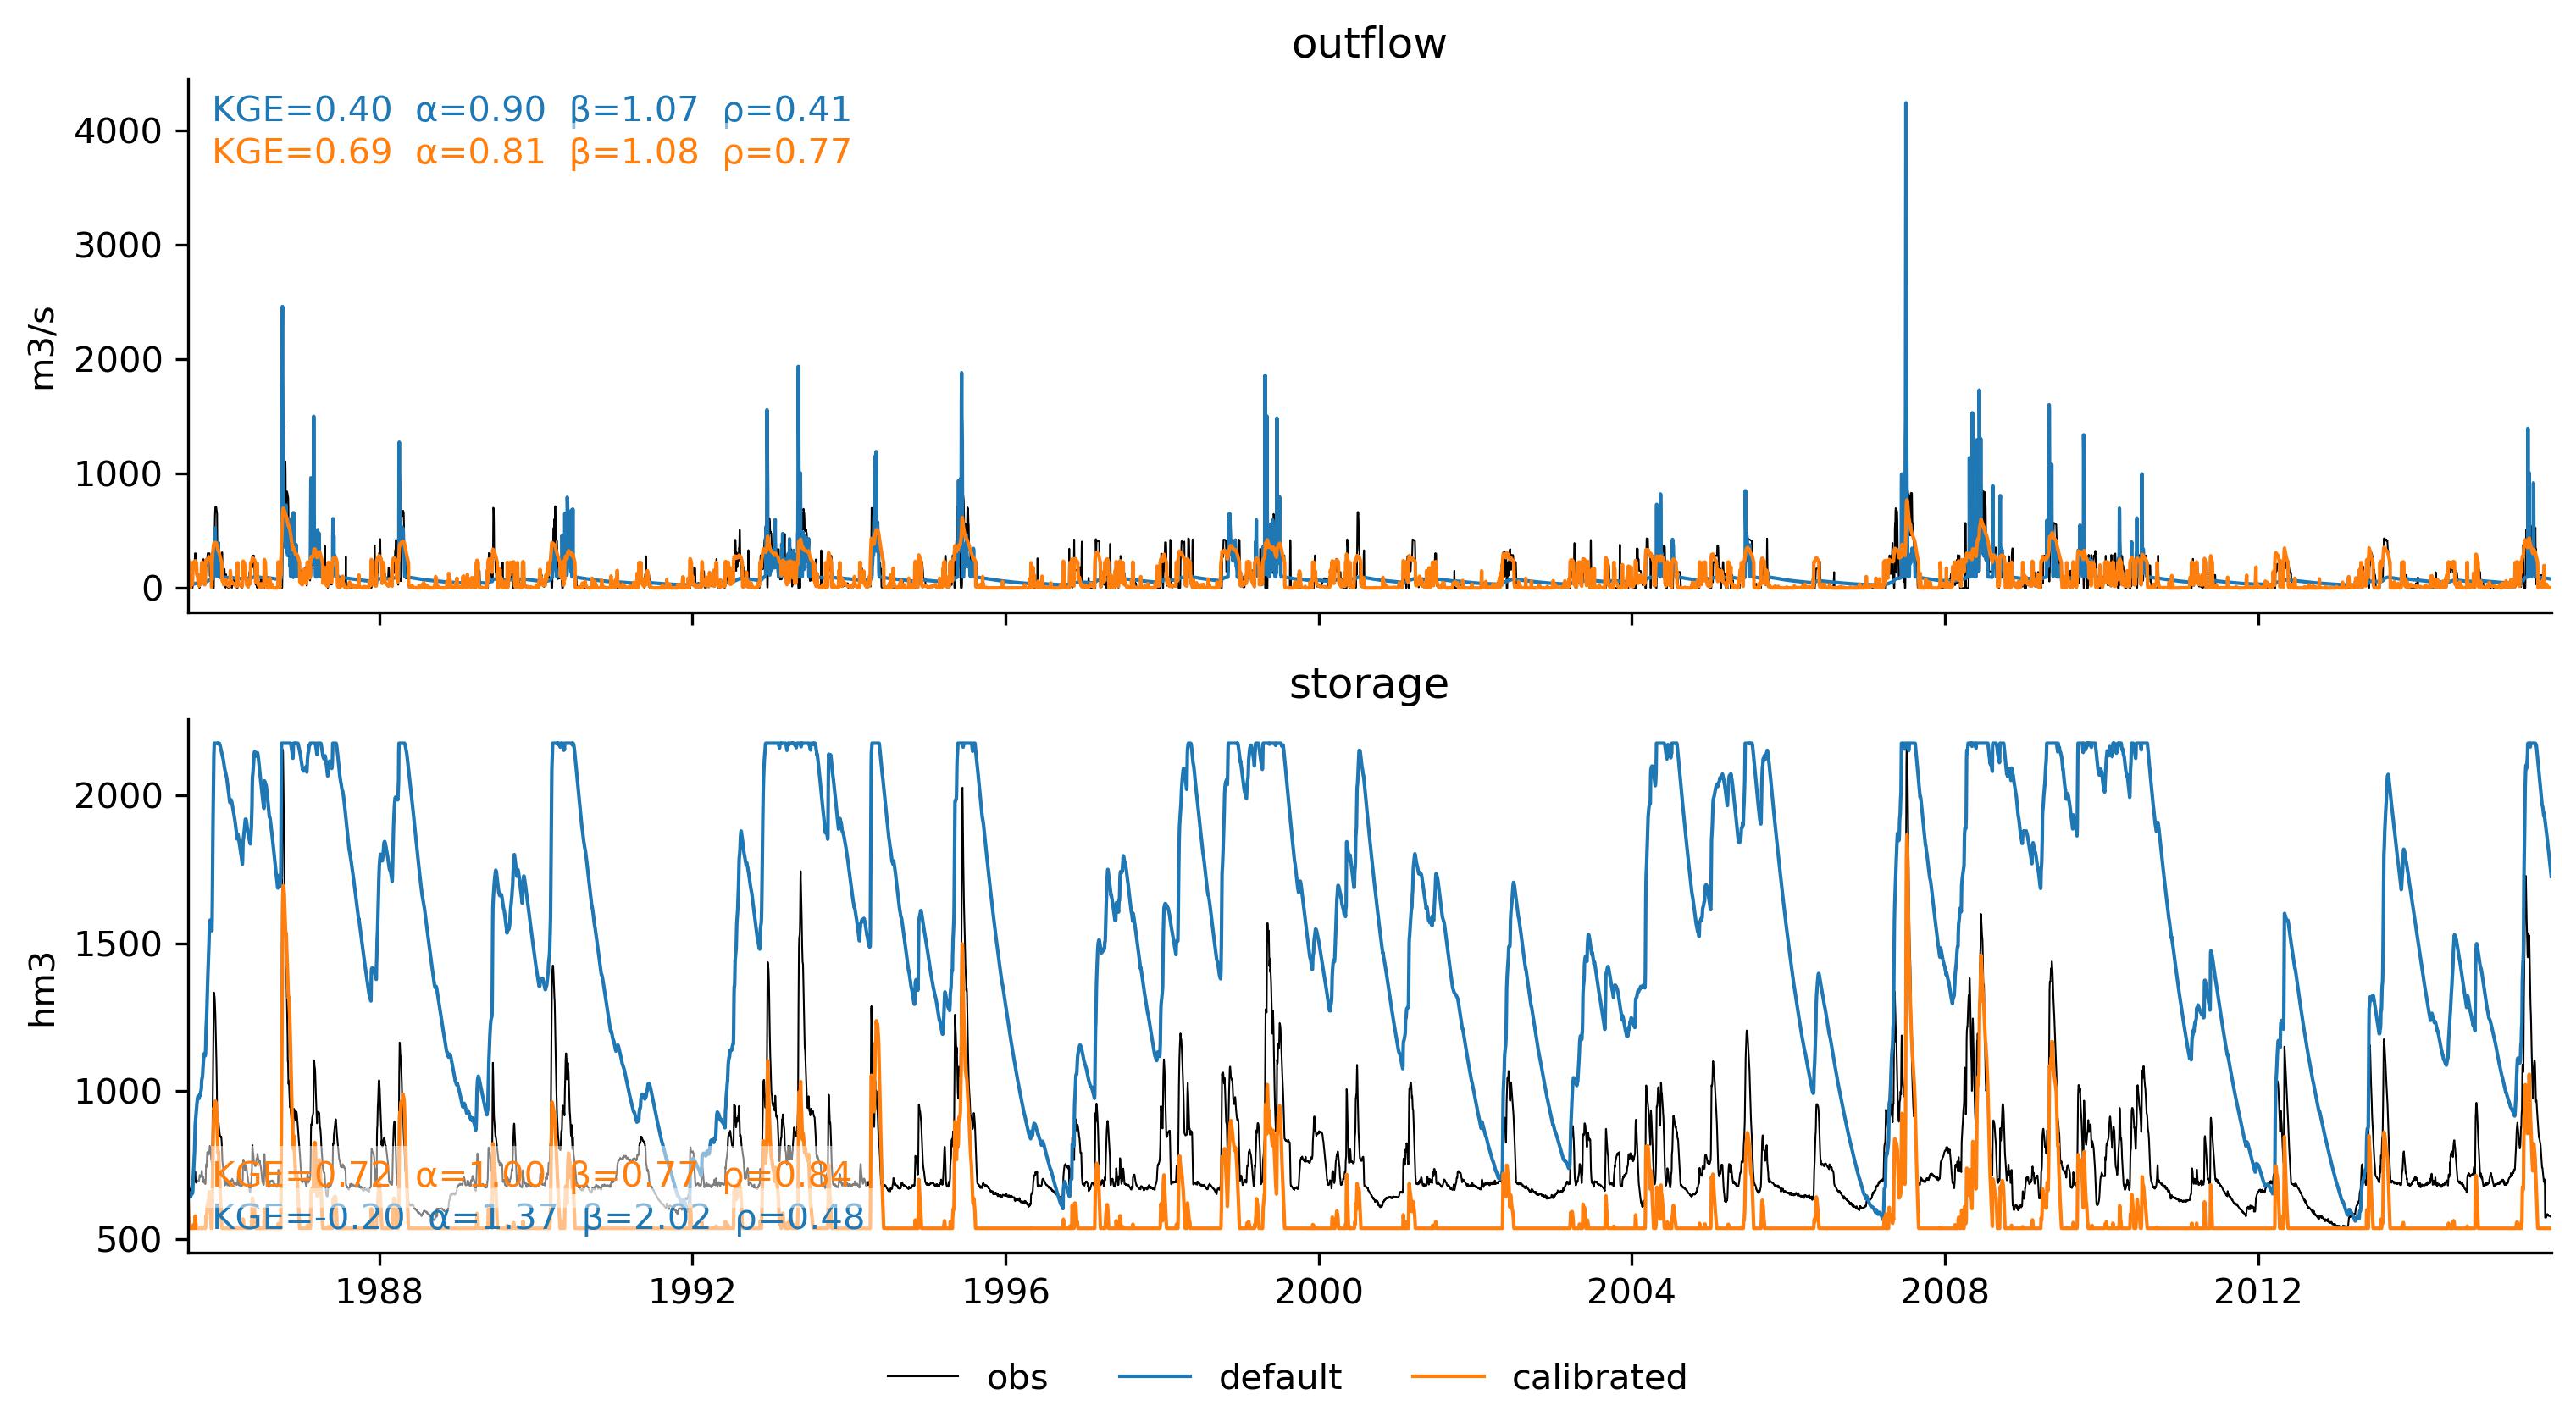 outflow
KGE=0.40 α=0.90 β=1.07 ρ=0.41
KGE=0.69 α=0.81 β=1.08 ρ=0.77
m3/s
4000
3000
2000
1000
0
storage
hm3
2000
1500
1000
500
KGE=0.72 α=1.00 β=0.77 ρ=0.84
KGE=-0.20 α=1.37 β=2.02 ρ=0.48
1988 1992 1996 2000 2004 2008 2012
obs default calibrated